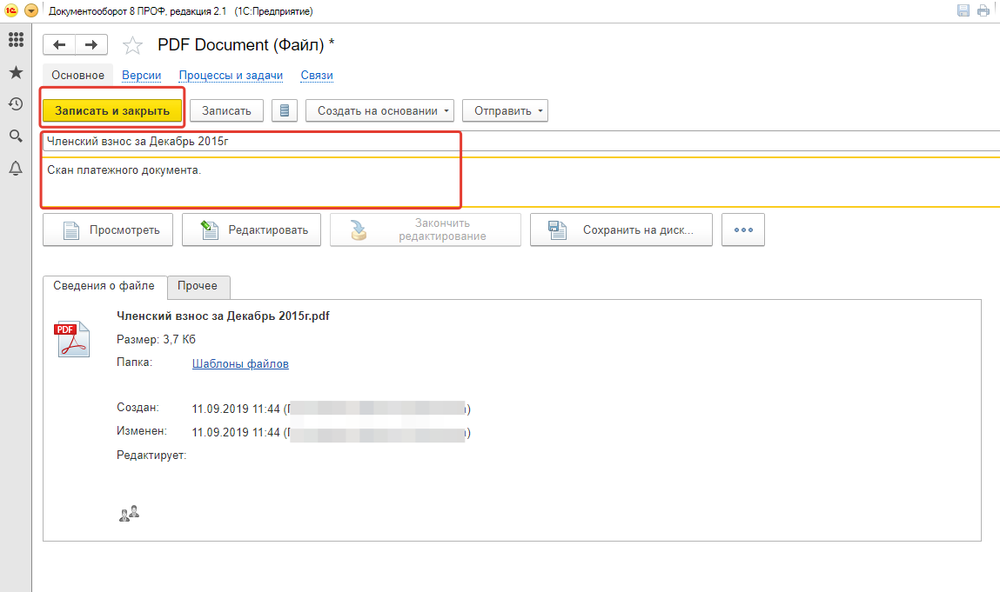 1С Документооборот 8 ПРОФ, редакция 2.1 (1С:Предприятие)
PDF Document (Файл) *
Основное Версии Процессы и задачи Связи
Записать и закрыть Записать Создать на основании Отправить
Членский взнос за Декабрь 2015г
Скан платежного документа.
Просмотреть Редактировать Закончить редактирование Сохранить на диск...
Сведения о файле Прочее
PDF
Членский взнос за Декабрь 2015г.pdf
Размер: 3,7 Кб
Папка: Шаблоны файлов
Создан: 11.09.2019 11:44 (
Изменен: 11.09.2019 11:44 (
Редактирует: